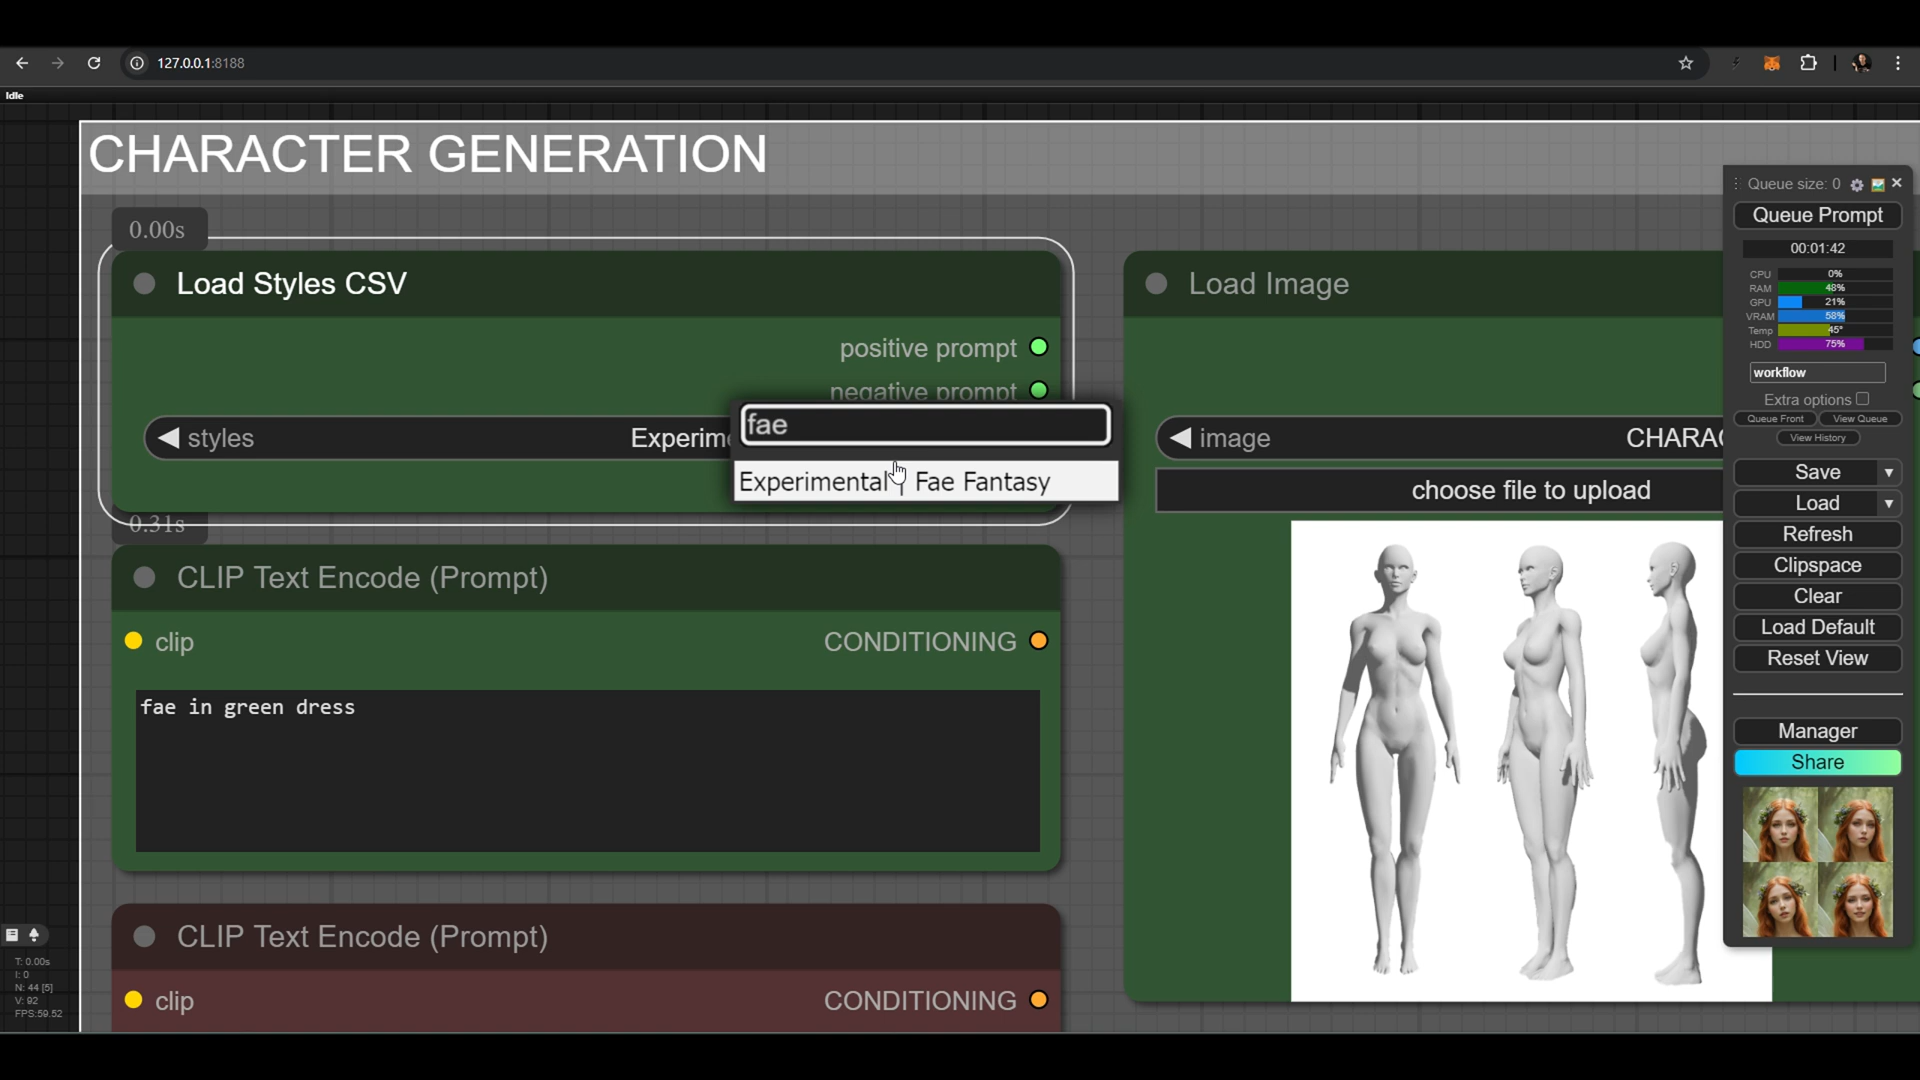 127.0.0.1:8188
Idle
CHARACTER GENERATION
0.00s
Load Styles CSV
positive prompt
negative prompt
styles
Experim
fae
Experimental | Fae Fantasy
0.31s
CLIP Text Encode (Prompt)
clip
CONDITIONING
fae in green dress
CLIP Text Encode (Prompt)
clip
CONDITIONING
Load Image
image
CHARAC
choose file to upload
Queue size: 0
Queue Prompt
00:01:42
CPU 0%
RAM 48%
GPU 21%
VRAM 58%
Temp 45°
HDD 75%
workflow
Extra options
Queue Front
View Queue
View History
Save
Load
Refresh
Clipspace
Clear
Load Default
Reset View
Manager
Share
T: 0.00s
I: 0
N: 44 [5]
V: 92
FPS:59.52